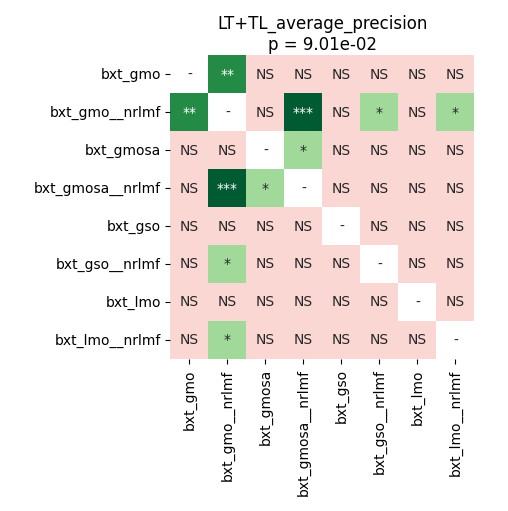 LT+TL_average_precision
p = 9.01e-02
bxt_gmo - ** NS NS NS NS NS NS
bxt_gmo__nrlmf ** - NS *** NS * NS *
bxt_gmosa NS NS - * NS NS NS NS
bxt_gmosa__nrlmf NS *** * - NS NS NS NS
bxt_gso NS NS NS NS - NS NS NS
bxt_gso__nrlmf NS * NS NS NS - NS NS
bxt_lmo NS NS NS NS NS NS - NS
bxt_lmo__nrlmf NS * NS NS NS NS NS -
bxt_gmo
bxt_gmo__nrlmf
bxt_gmosa
bxt_gmosa__nrlmf
bxt_gso
bxt_gso__nrlmf
bxt_lmo
bxt_lmo__nrlmf